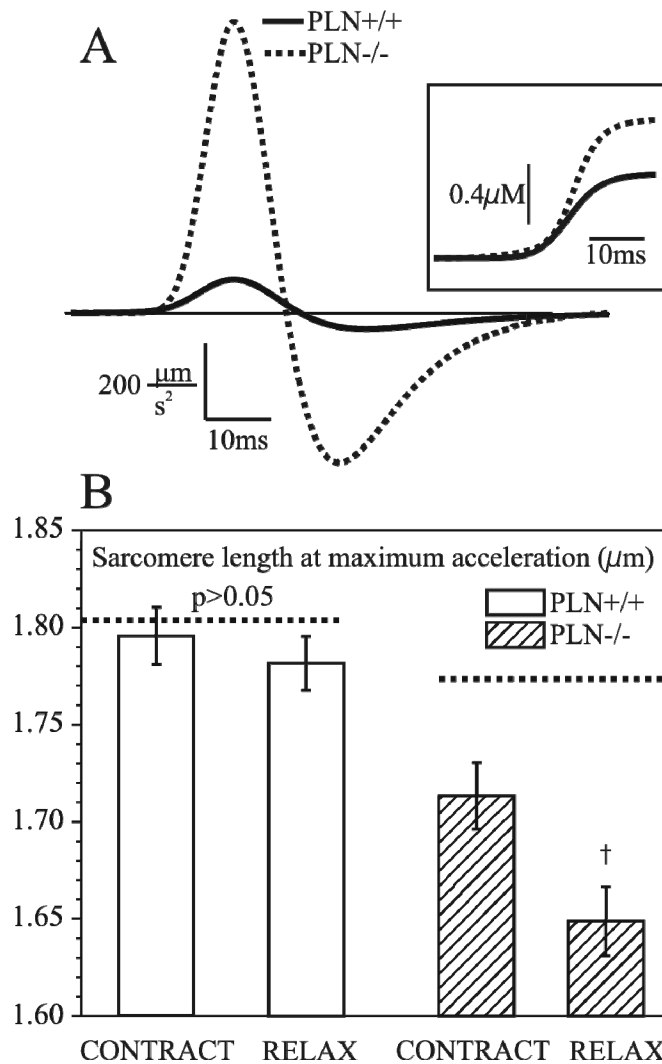 A
PLN+/+
PLN-/-
0.4µM
10ms
200 µm/s²
10ms
B
1.85
1.80
1.75
1.70
1.65
1.60
Sarcomere length at maximum acceleration (µm)
p>0.05
PLN+/+
PLN-/-
†
CONTRACT RELAX CONTRACT RELAX